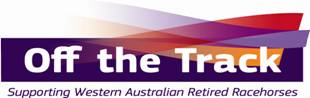 Off the Track
Supporting Western Australian Retired Racehorses